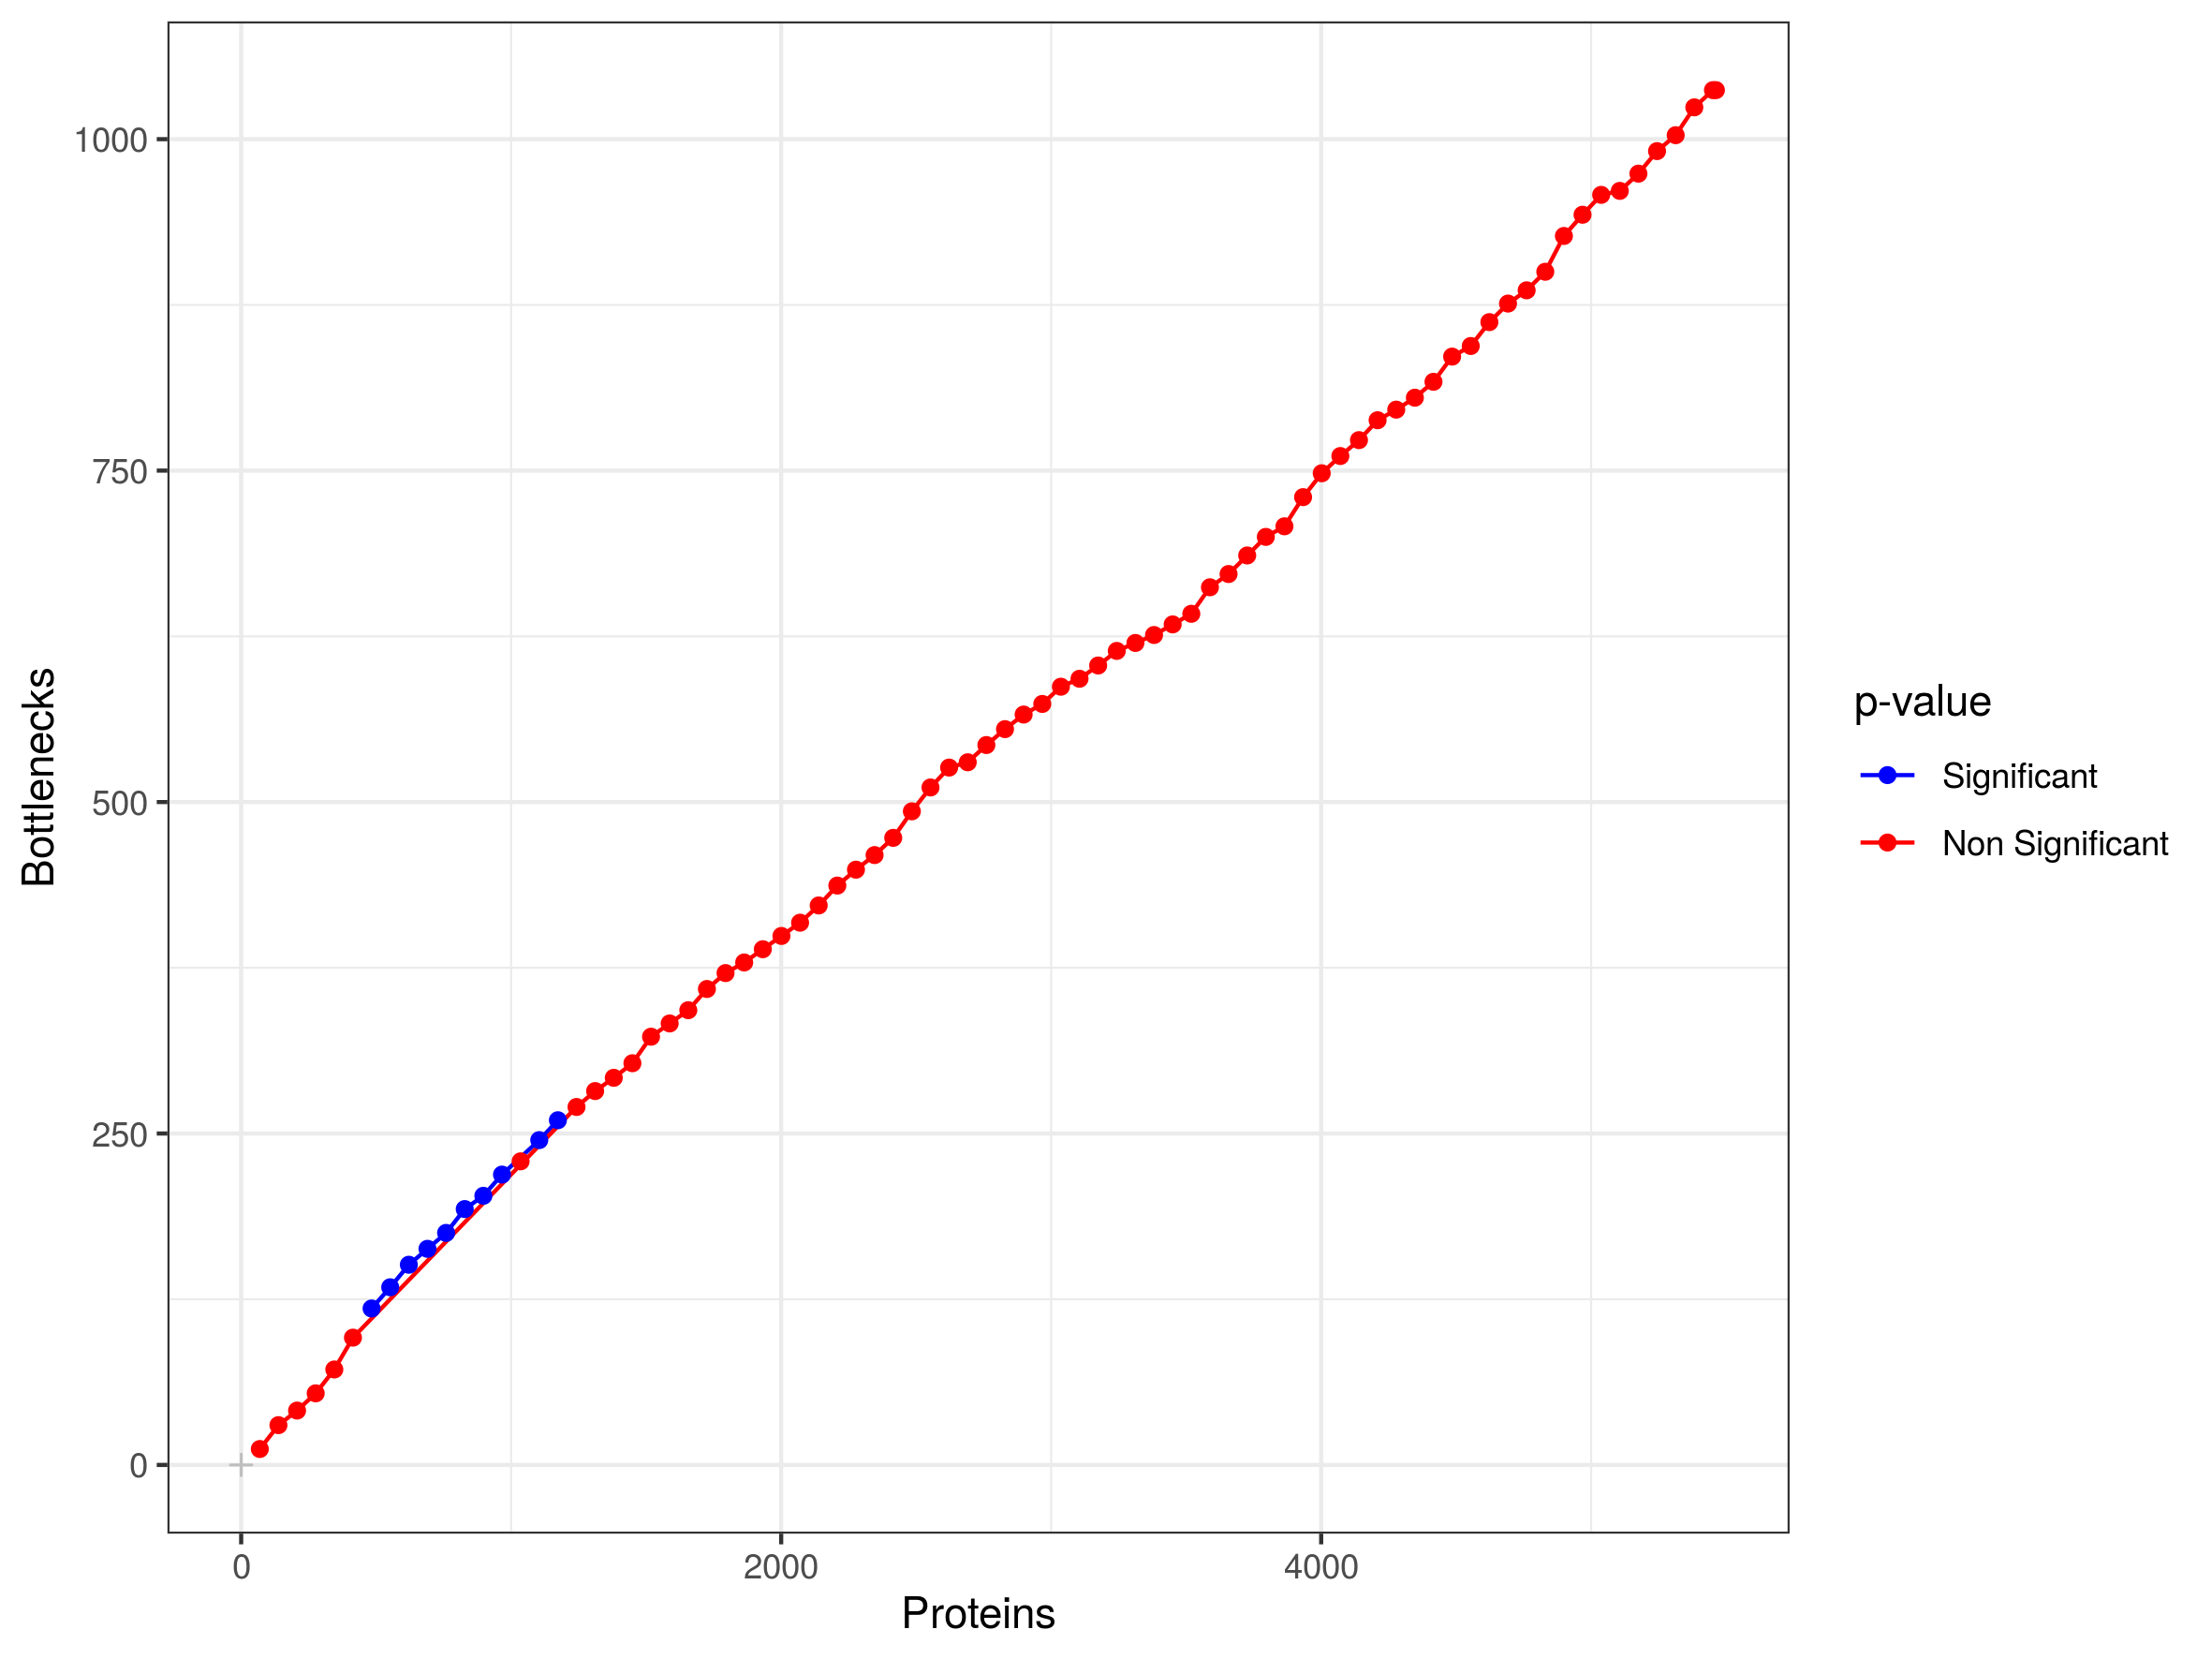 1000
750
500
250
0
Bottlenecks
0 2000 4000
Proteins
p-value
Significant
Non Significant